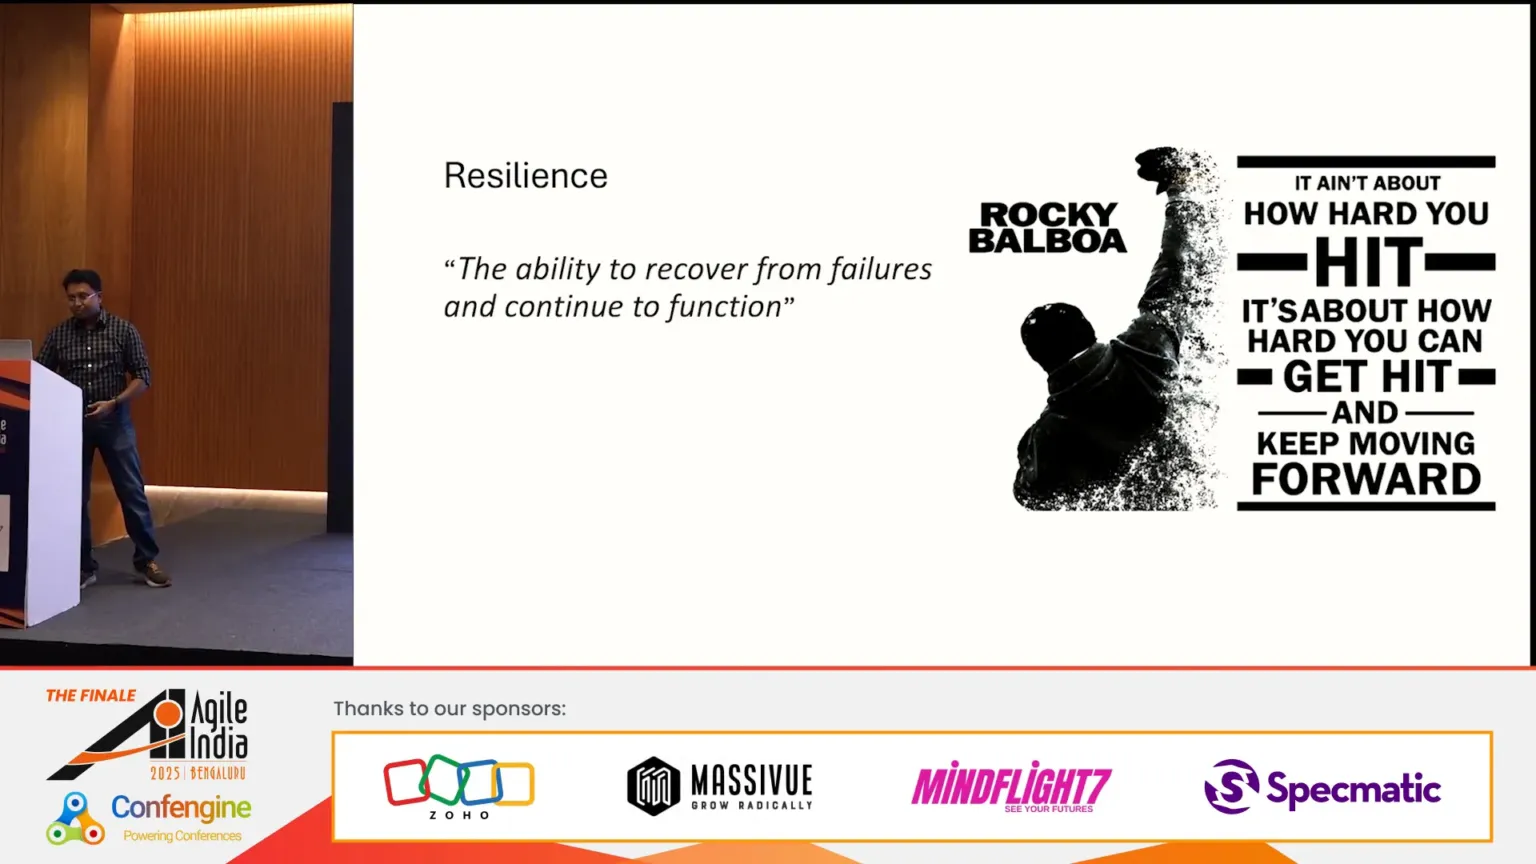 Resilience
“The ability to recover from failures
and continue to function”
ROCKY
BALBOA
IT AIN'T ABOUT
HOW HARD YOU
HIT
IT'S ABOUT HOW
HARD YOU CAN
GET HIT
AND
KEEP MOVING
FORWARD
THE FINALE
Agile
India
2025 | BENGALURU
Confengine
Powering Conferences
Thanks to our sponsors:
ZOHO
MASSIVUE
GROW RADICALLY
MINDFLIGHT7
SEE YOUR FUTURES
Specmatic